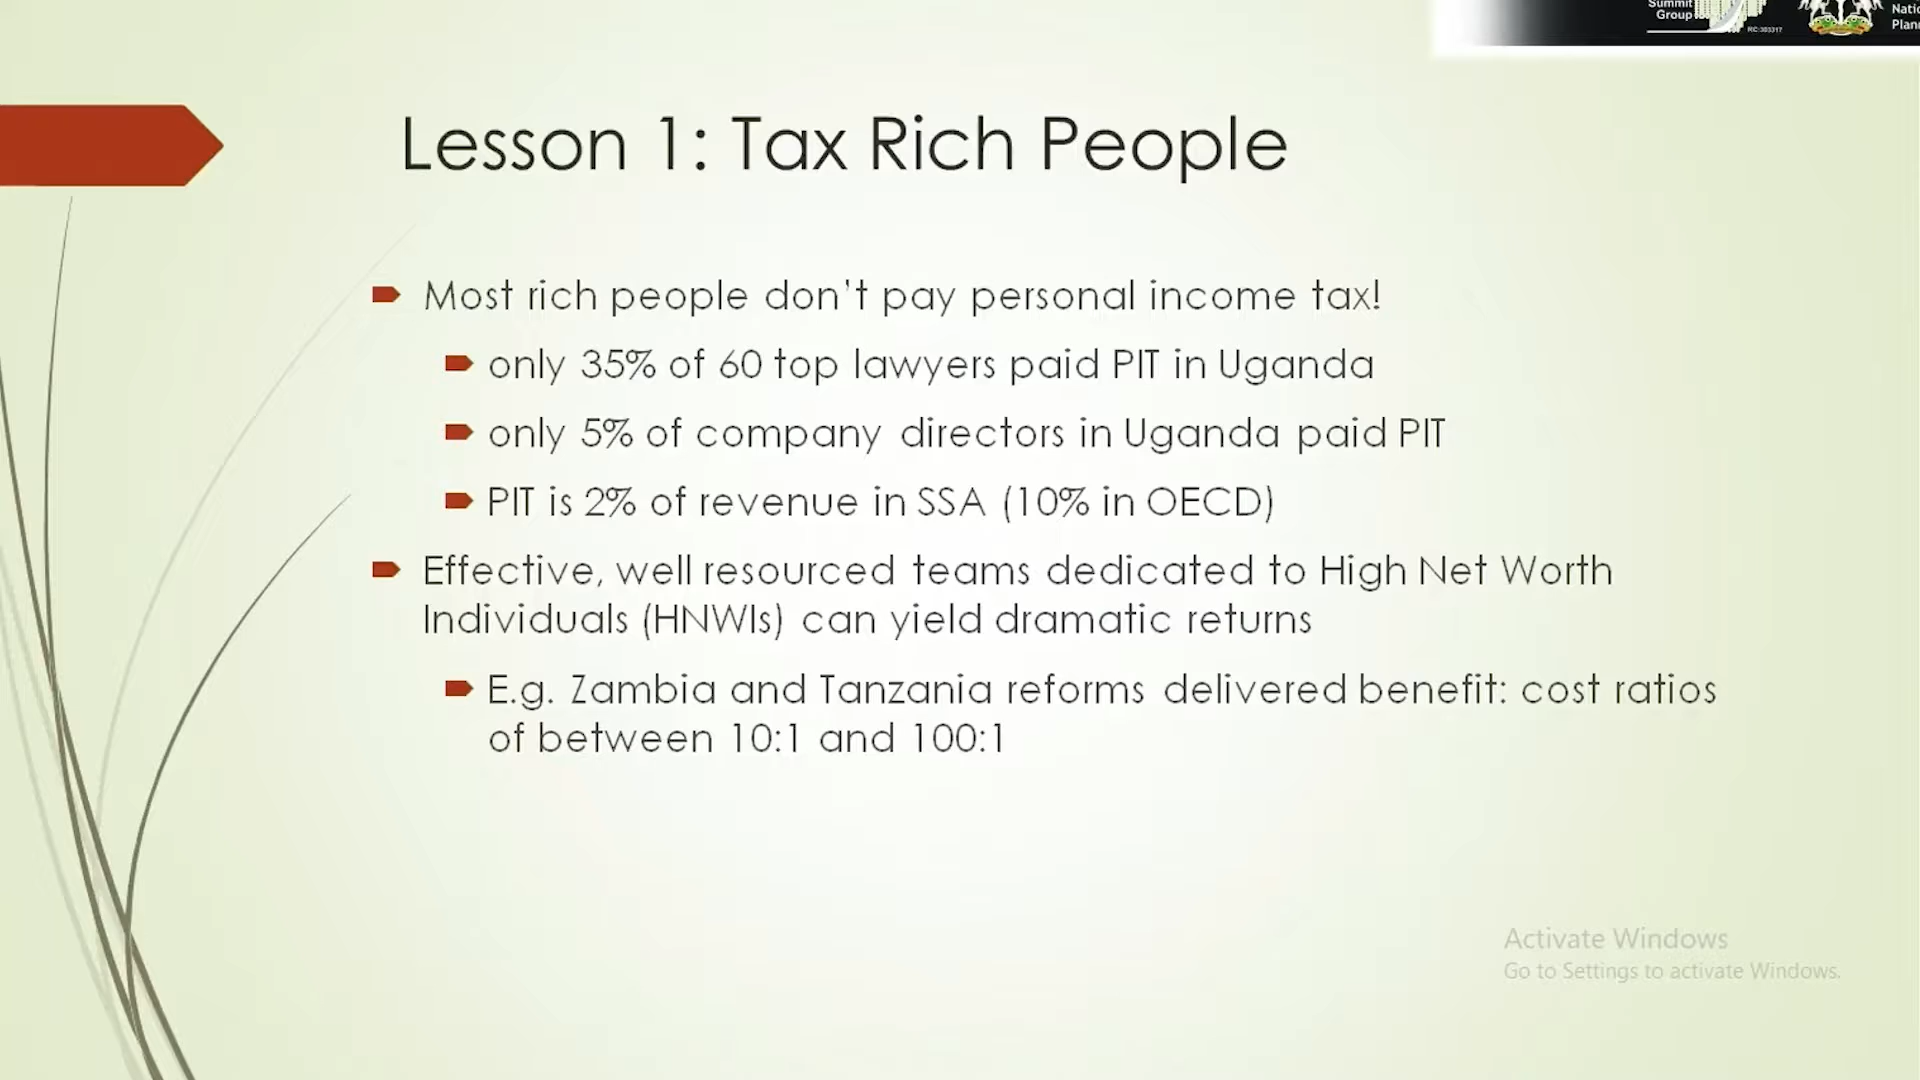 Summit
Group
RC:303317
Natio
Plann
Lesson 1: Tax Rich People
Most rich people don't pay personal income tax!
only 35% of 60 top lawyers paid PIT in Uganda
only 5% of company directors in Uganda paid PIT
PIT is 2% of revenue in SSA (10% in OECD)
Effective, well resourced teams dedicated to High Net Worth
Individuals (HNWIs) can yield dramatic returns
E.g. Zambia and Tanzania reforms delivered benefit: cost ratios
of between 10:1 and 100:1
Activate Windows
Go to Settings to activate Windows.